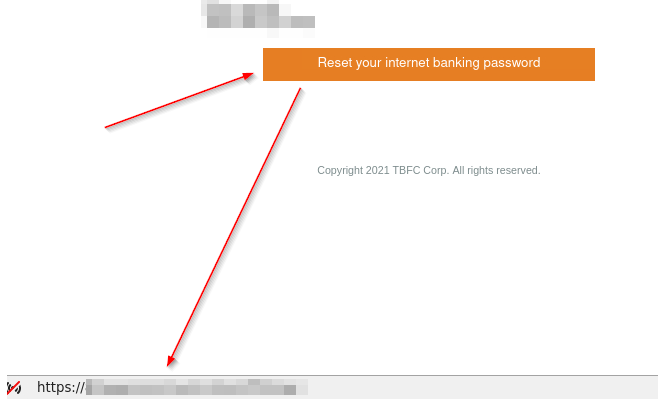 Reset your internet banking password
Copyright 2021 TBFC Corp. All rights reserved.
https://